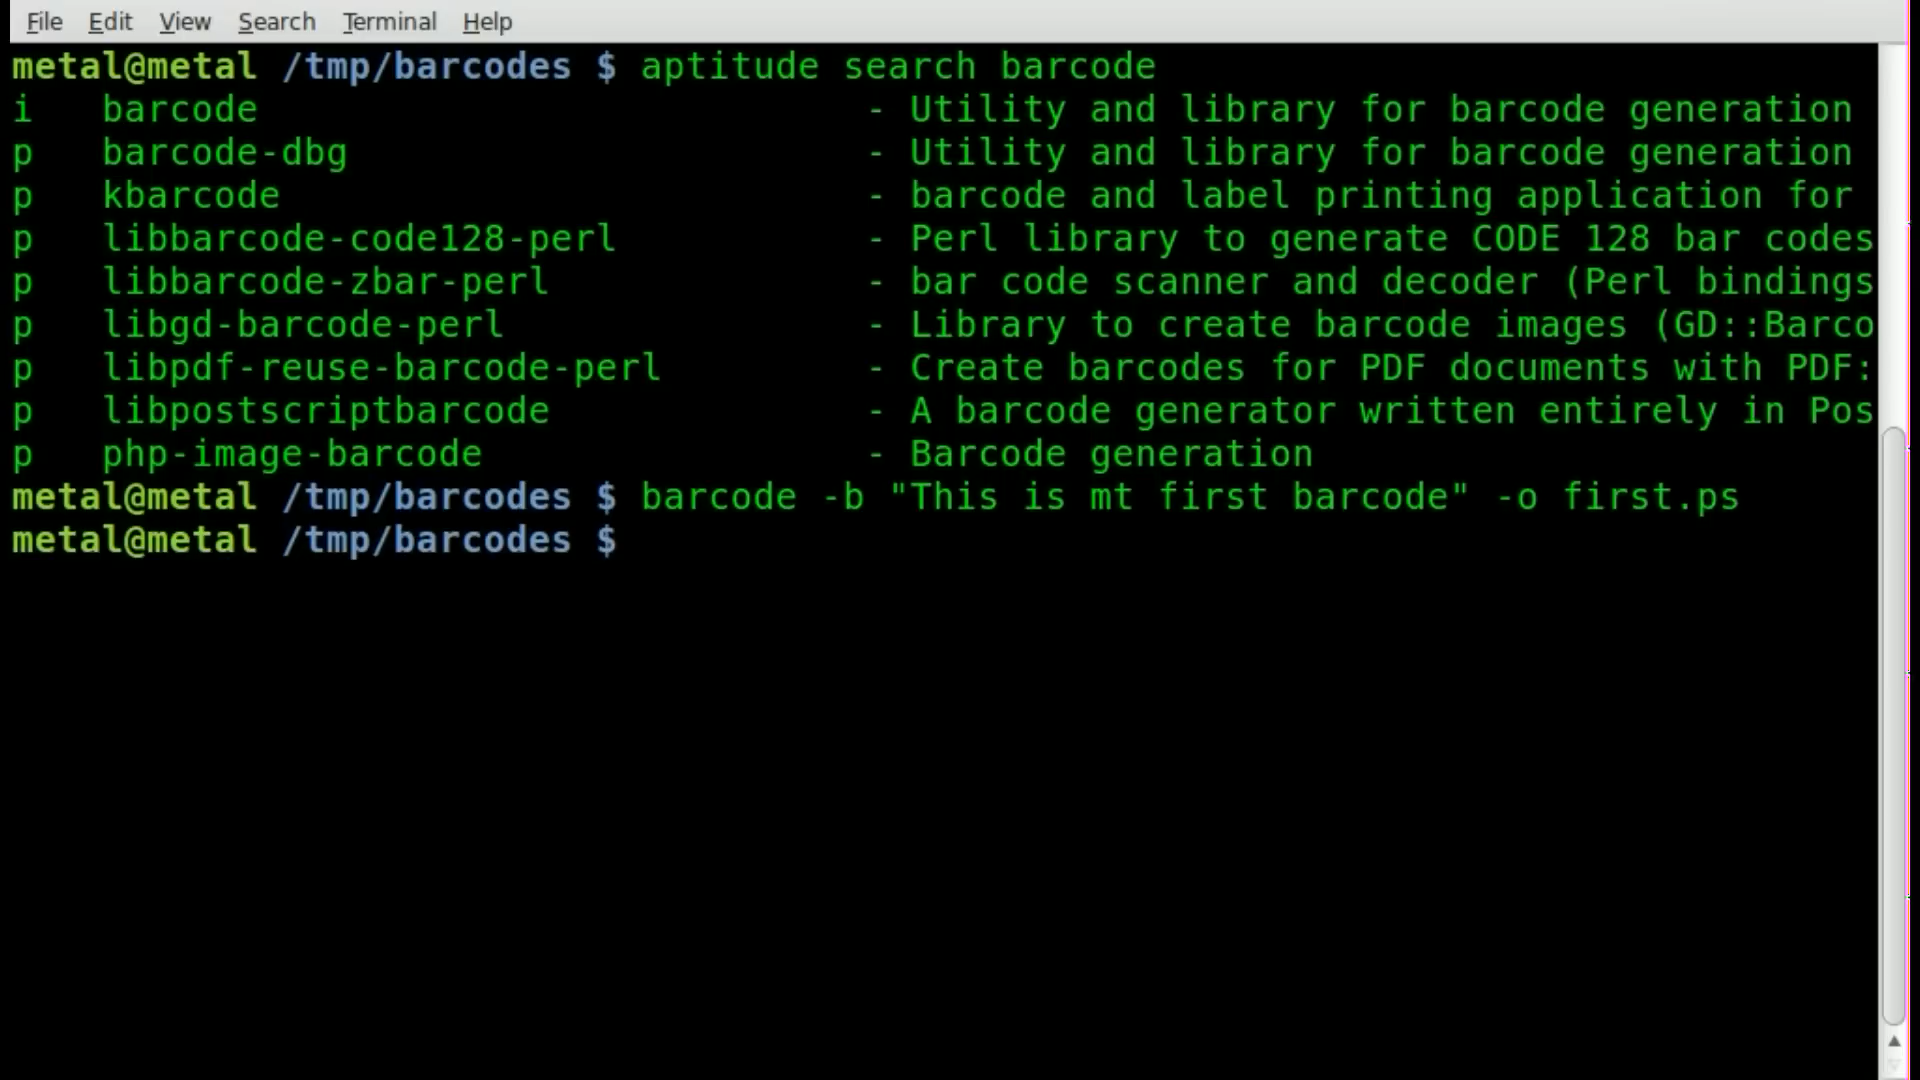 File Edit View Search Terminal Help
metal@metal /tmp/barcodes $ aptitude search barcode
i   barcode                           - Utility and library for barcode generation
p   barcode-dbg                       - Utility and library for barcode generation
p   kbarcode                          - barcode and label printing application for
p   libbarcode-code128-perl           - Perl library to generate CODE 128 bar codes
p   libbarcode-zbar-perl              - bar code scanner and decoder (Perl bindings
p   libgd-barcode-perl                - Library to create barcode images (GD::Barco
p   libpdf-reuse-barcode-perl         - Create barcodes for PDF documents with PDF:
p   libpostscriptbarcode              - A barcode generator written entirely in Pos
p   php-image-barcode                 - Barcode generation
metal@metal /tmp/barcodes $ barcode -b "This is mt first barcode" -o first.ps
metal@metal /tmp/barcodes $